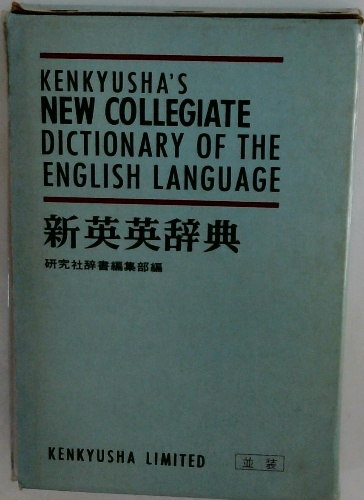 KENKYUSHA'S
NEW COLLEGIATE
DICTIONARY OF THE
ENGLISH LANGUAGE
新英英辞典
研究社辞書編集部編
KENKYUSHA LIMITED
並装